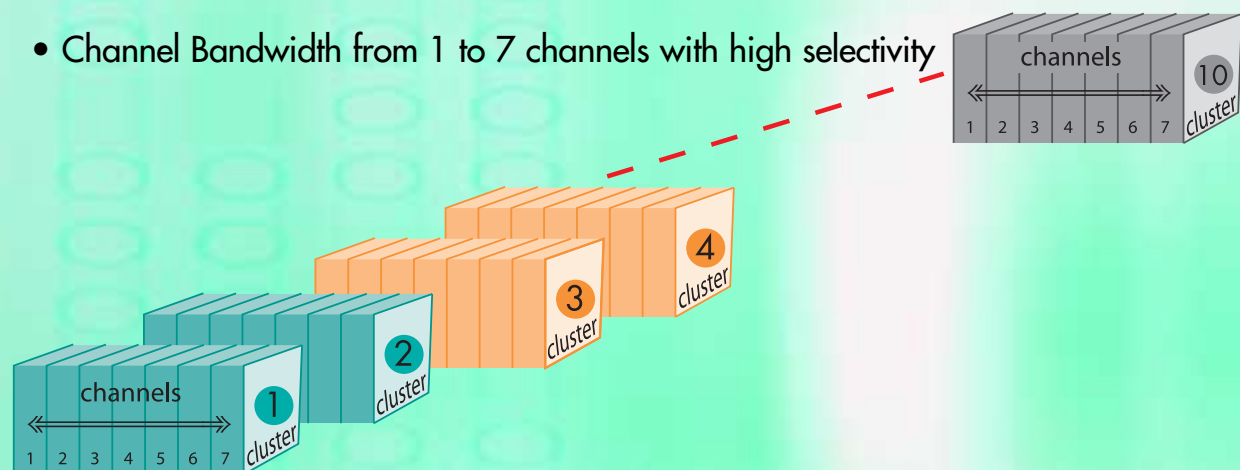 • Channel Bandwidth from 1 to 7 channels with high selectivity
channels
1 2 3 4 5 6 7
10
cluster
4
cluster
3
cluster
2
cluster
channels
1 2 3 4 5 6 7
1
cluster